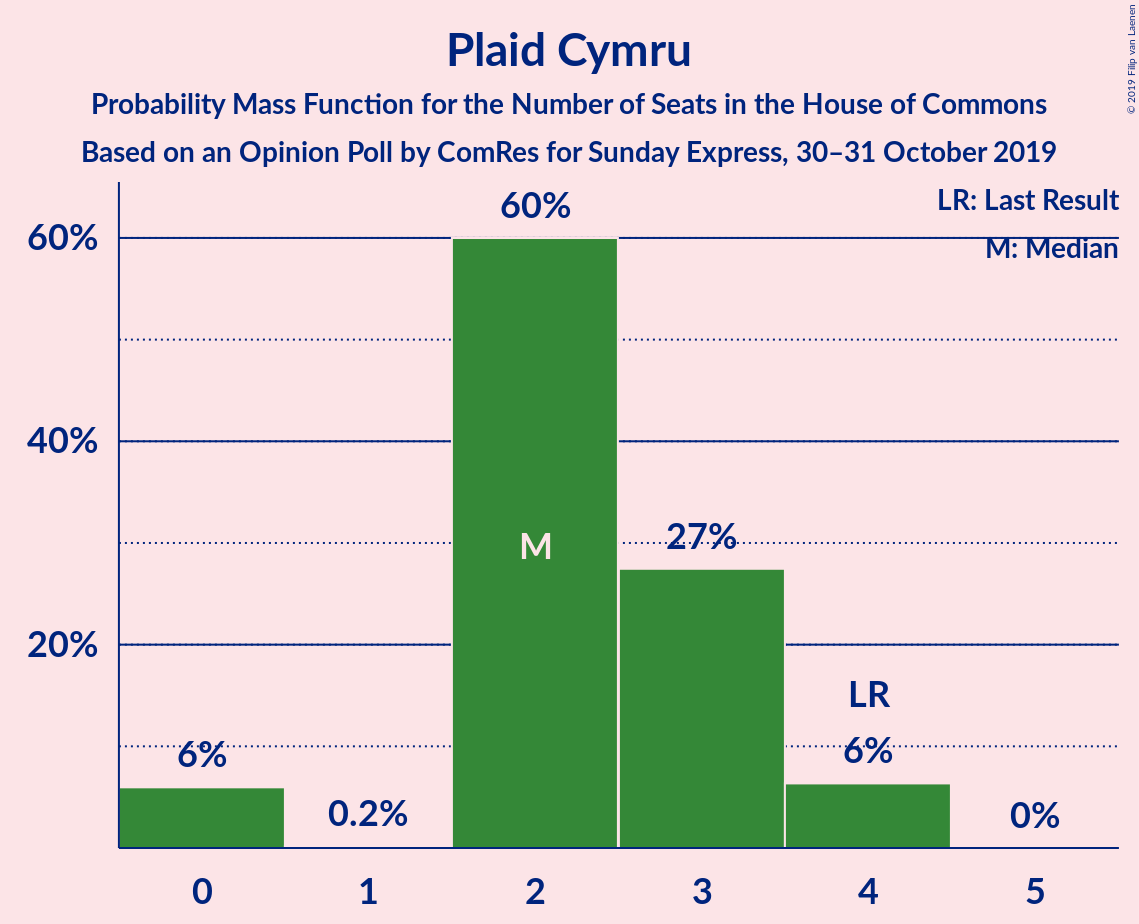 Plaid Cymru
Probability Mass Function for the Number of Seats in the House of Commons
Based on an Opinion Poll by ComRes for Sunday Express, 30–31 October 2019
© 2019 Filip van Laenen
LR: Last Result
M: Median
60%
40%
20%
6%
0.2%
60%
M
27%
LR
6%
0%
0 1 2 3 4 5